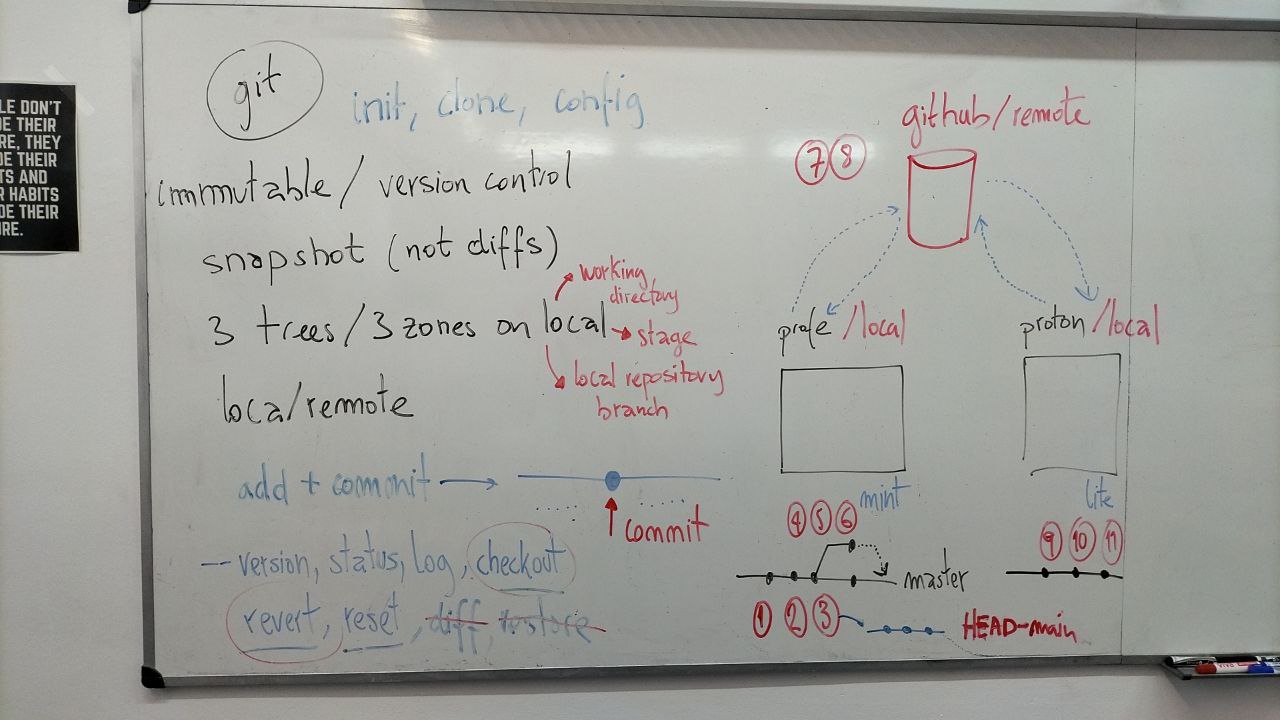 LE DON'T
DE THEIR
RE, THEY
DE THEIR
TS AND
R HABITS
DE THEIR
RE.
git
init, clone, config
immutable / version control
snapshot (not diffs)
3 trees / 3 zones on local
working directory
stage
local repository
branch
local/remote
add + commit
commit
-- version, status, log, checkout
revert, reset, diff, restore
github/remote
7 8
profe /local
proton /local
mint
lite
4 5 6
9 10 11
master
1 2 3
HEAD-main